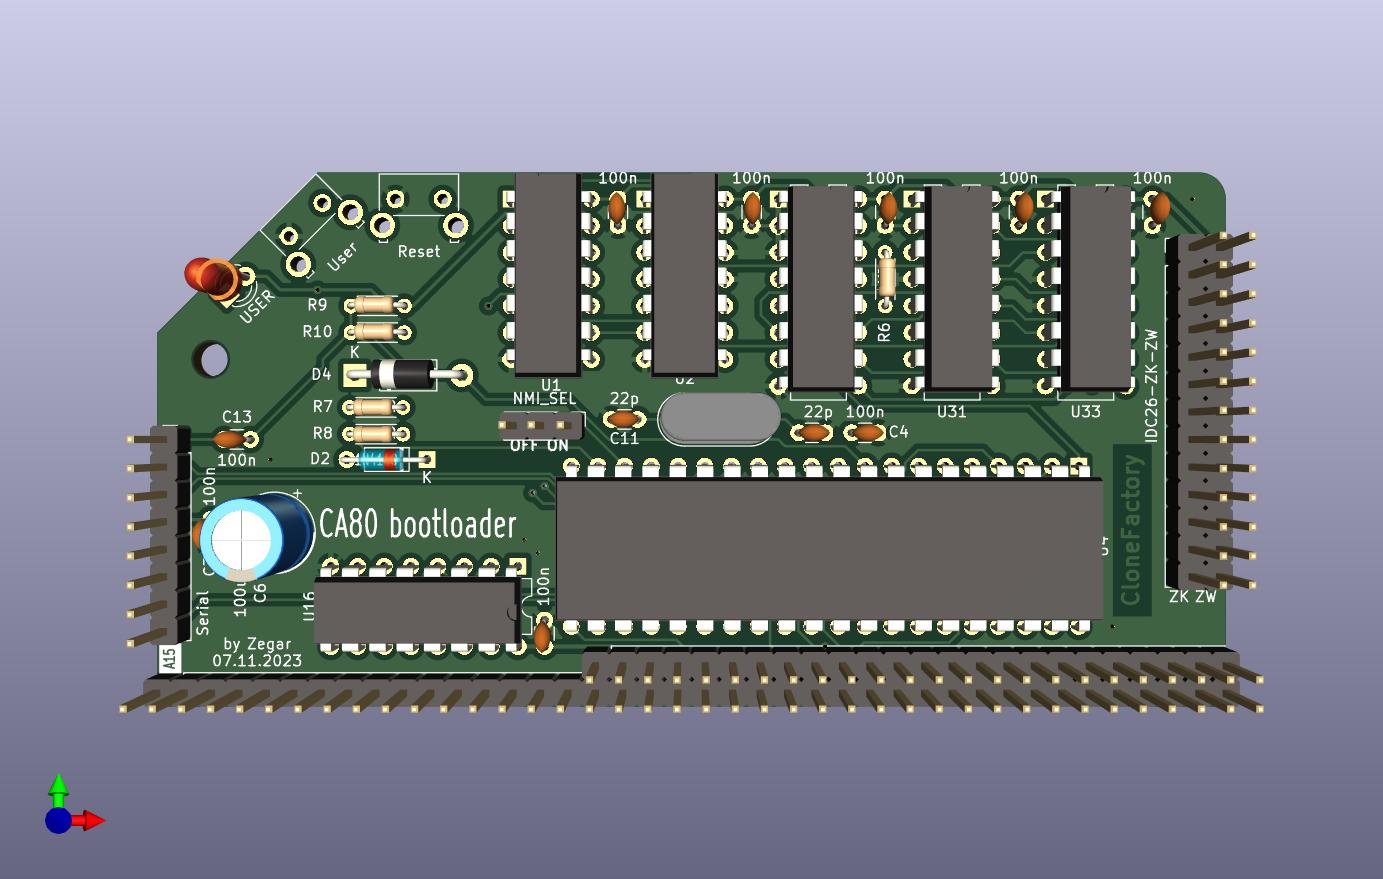 100n
100n
100n
100n
100n
User
Reset
USER
R9
R10
K
D4
R6
R7
R8
D2
K
U1
U2
NMI_SEL
OFF ON
22p
C11
22p
100n
C4
U31
U33
IDC26-ZK-ZW
C13
100n
100n
+
CA80 bootloader
C6
U16
100n
Serial
CloneFactory
ZK ZW
by Zegar
07.11.2023
A15